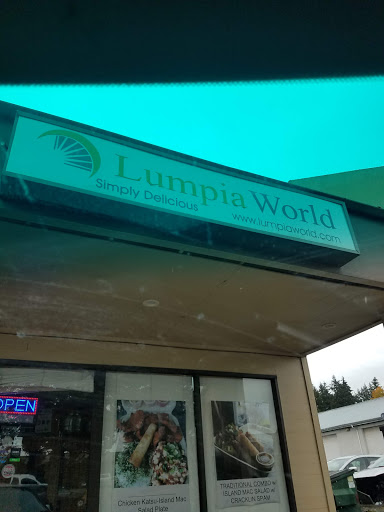 Lumpia World
Simply Delicious
www.lumpiaworld.com
OPEN
Chicken Katsu-Island Mac
Salad Plate
TRADITIONAL COMBO w/
ISLAND MAC SALAD w/
CRACKLIN SPAM